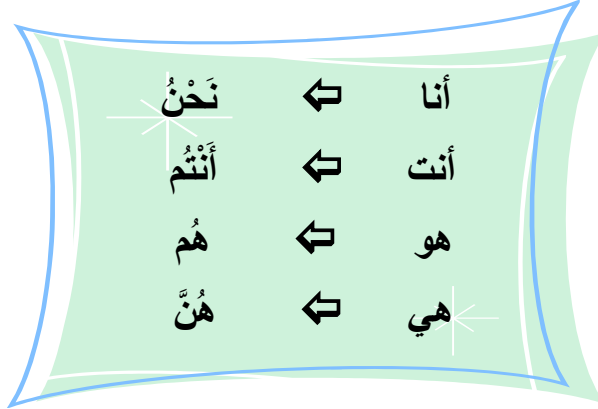 أنا ⇦ نَحْنُ
أنت ⇦ أَنْتُم
هو ⇦ هُم
هي ⇦ هُنَّ